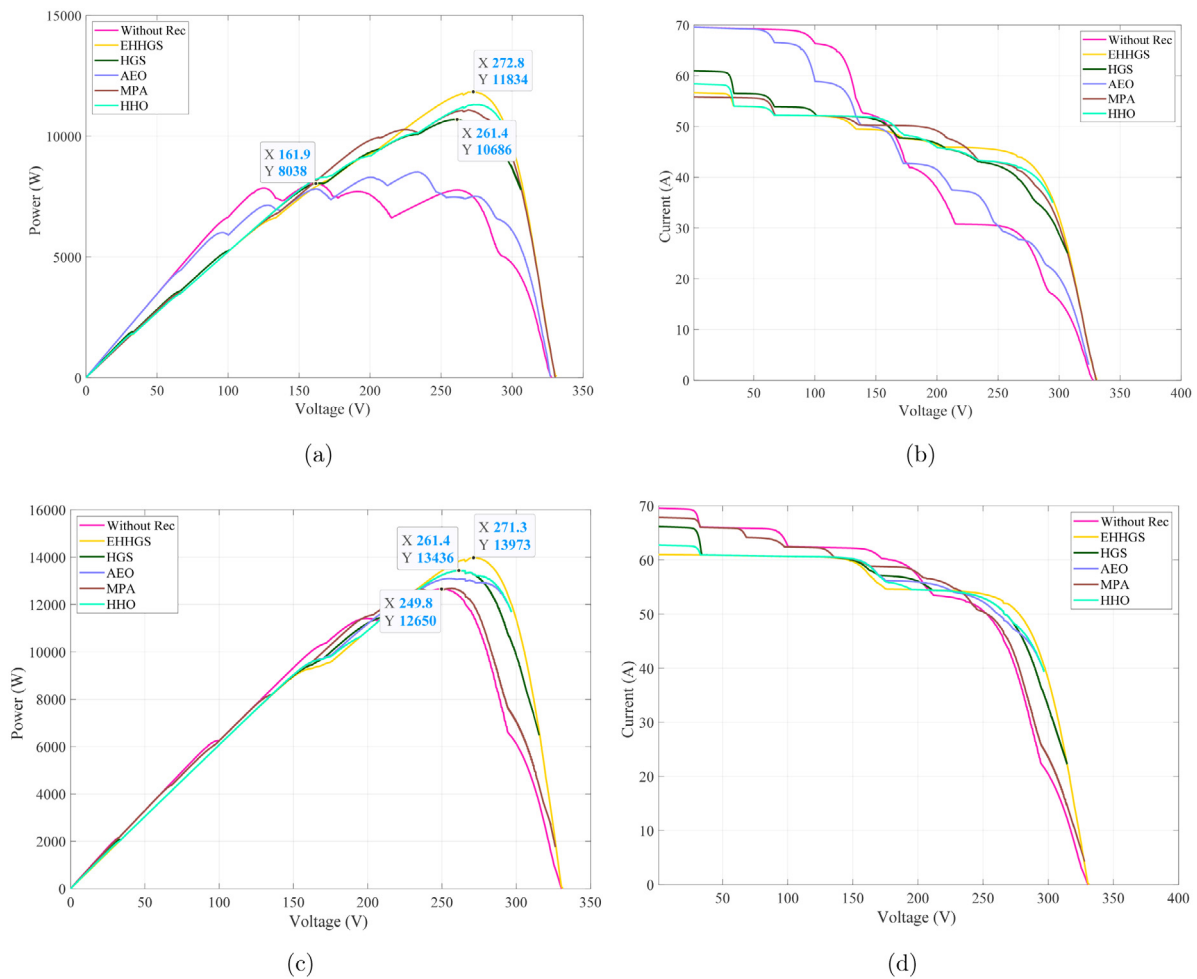 15000
10000
5000
0
Power (W)
Without Rec
EHHGS
HGS
AEO
MPA
HHO
X 272.8
Y 11834
X 261.4
Y 10686
X 161.9
Y 8038
0 50 100 150 200 250 300 350
Voltage (V)
(a)
70
60
50
40
30
20
10
0
Current (A)
Without Rec
EHHGS
HGS
AEO
MPA
HHO
50 100 150 200 250 300 350 400
Voltage (V)
(b)
16000
14000
12000
10000
8000
6000
4000
2000
0
Power (W)
Without Rec
EHHGS
HGS
AEO
MPA
HHO
X 271.3
Y 13973
X 261.4
Y 13436
X 249.8
Y 12650
0 50 100 150 200 250 300 350
Voltage (V)
(c)
70
60
50
40
30
20
10
0
Current (A)
Without Rec
EHHGS
HGS
AEO
MPA
HHO
50 100 150 200 250 300 350 400
Voltage (V)
(d)